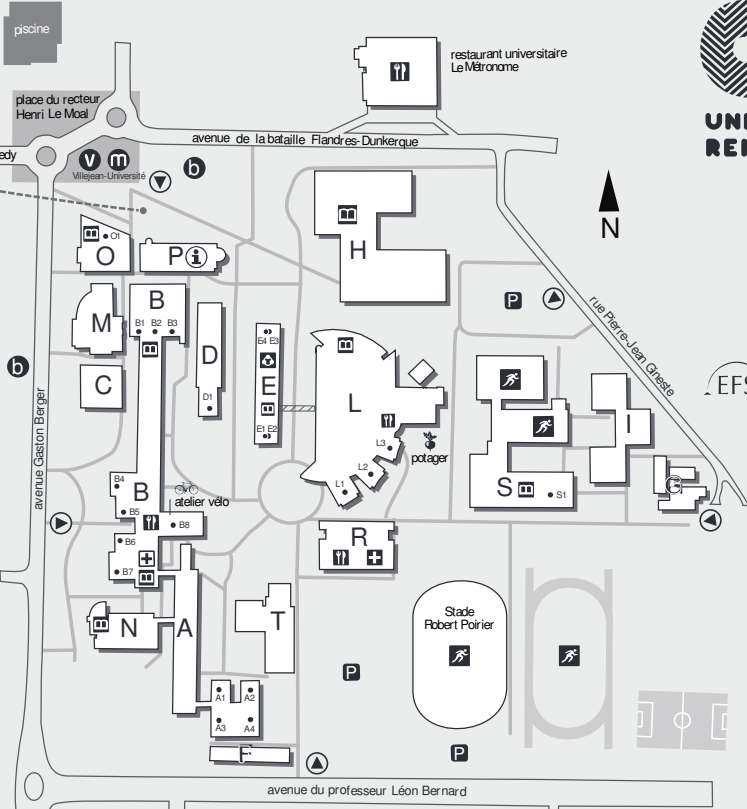 piscine
restaurant universitaire
Le Métronome
place du recteur
Henri Le Moal
UNI
REI
avenue de la bataille Flandres-Dunkerque
edy
v m
b
Villejean-Université
N
O1
O
P i
H
B
M
B1 B2 B3
P
rue Pierre-Jean Gineste
D
E4 E3
b
C
E
L
EFS
D1
E1 E2
I
avenue Gaston Berger
L3
potager
L2
B4
B
L1
S
S1
G
atelier vélo
B5
B8
B6
R
B7
N
A
T
Stade
Robert Poirier
P
A1 A2
A3 A4
F
P
avenue du professeur Léon Bernard